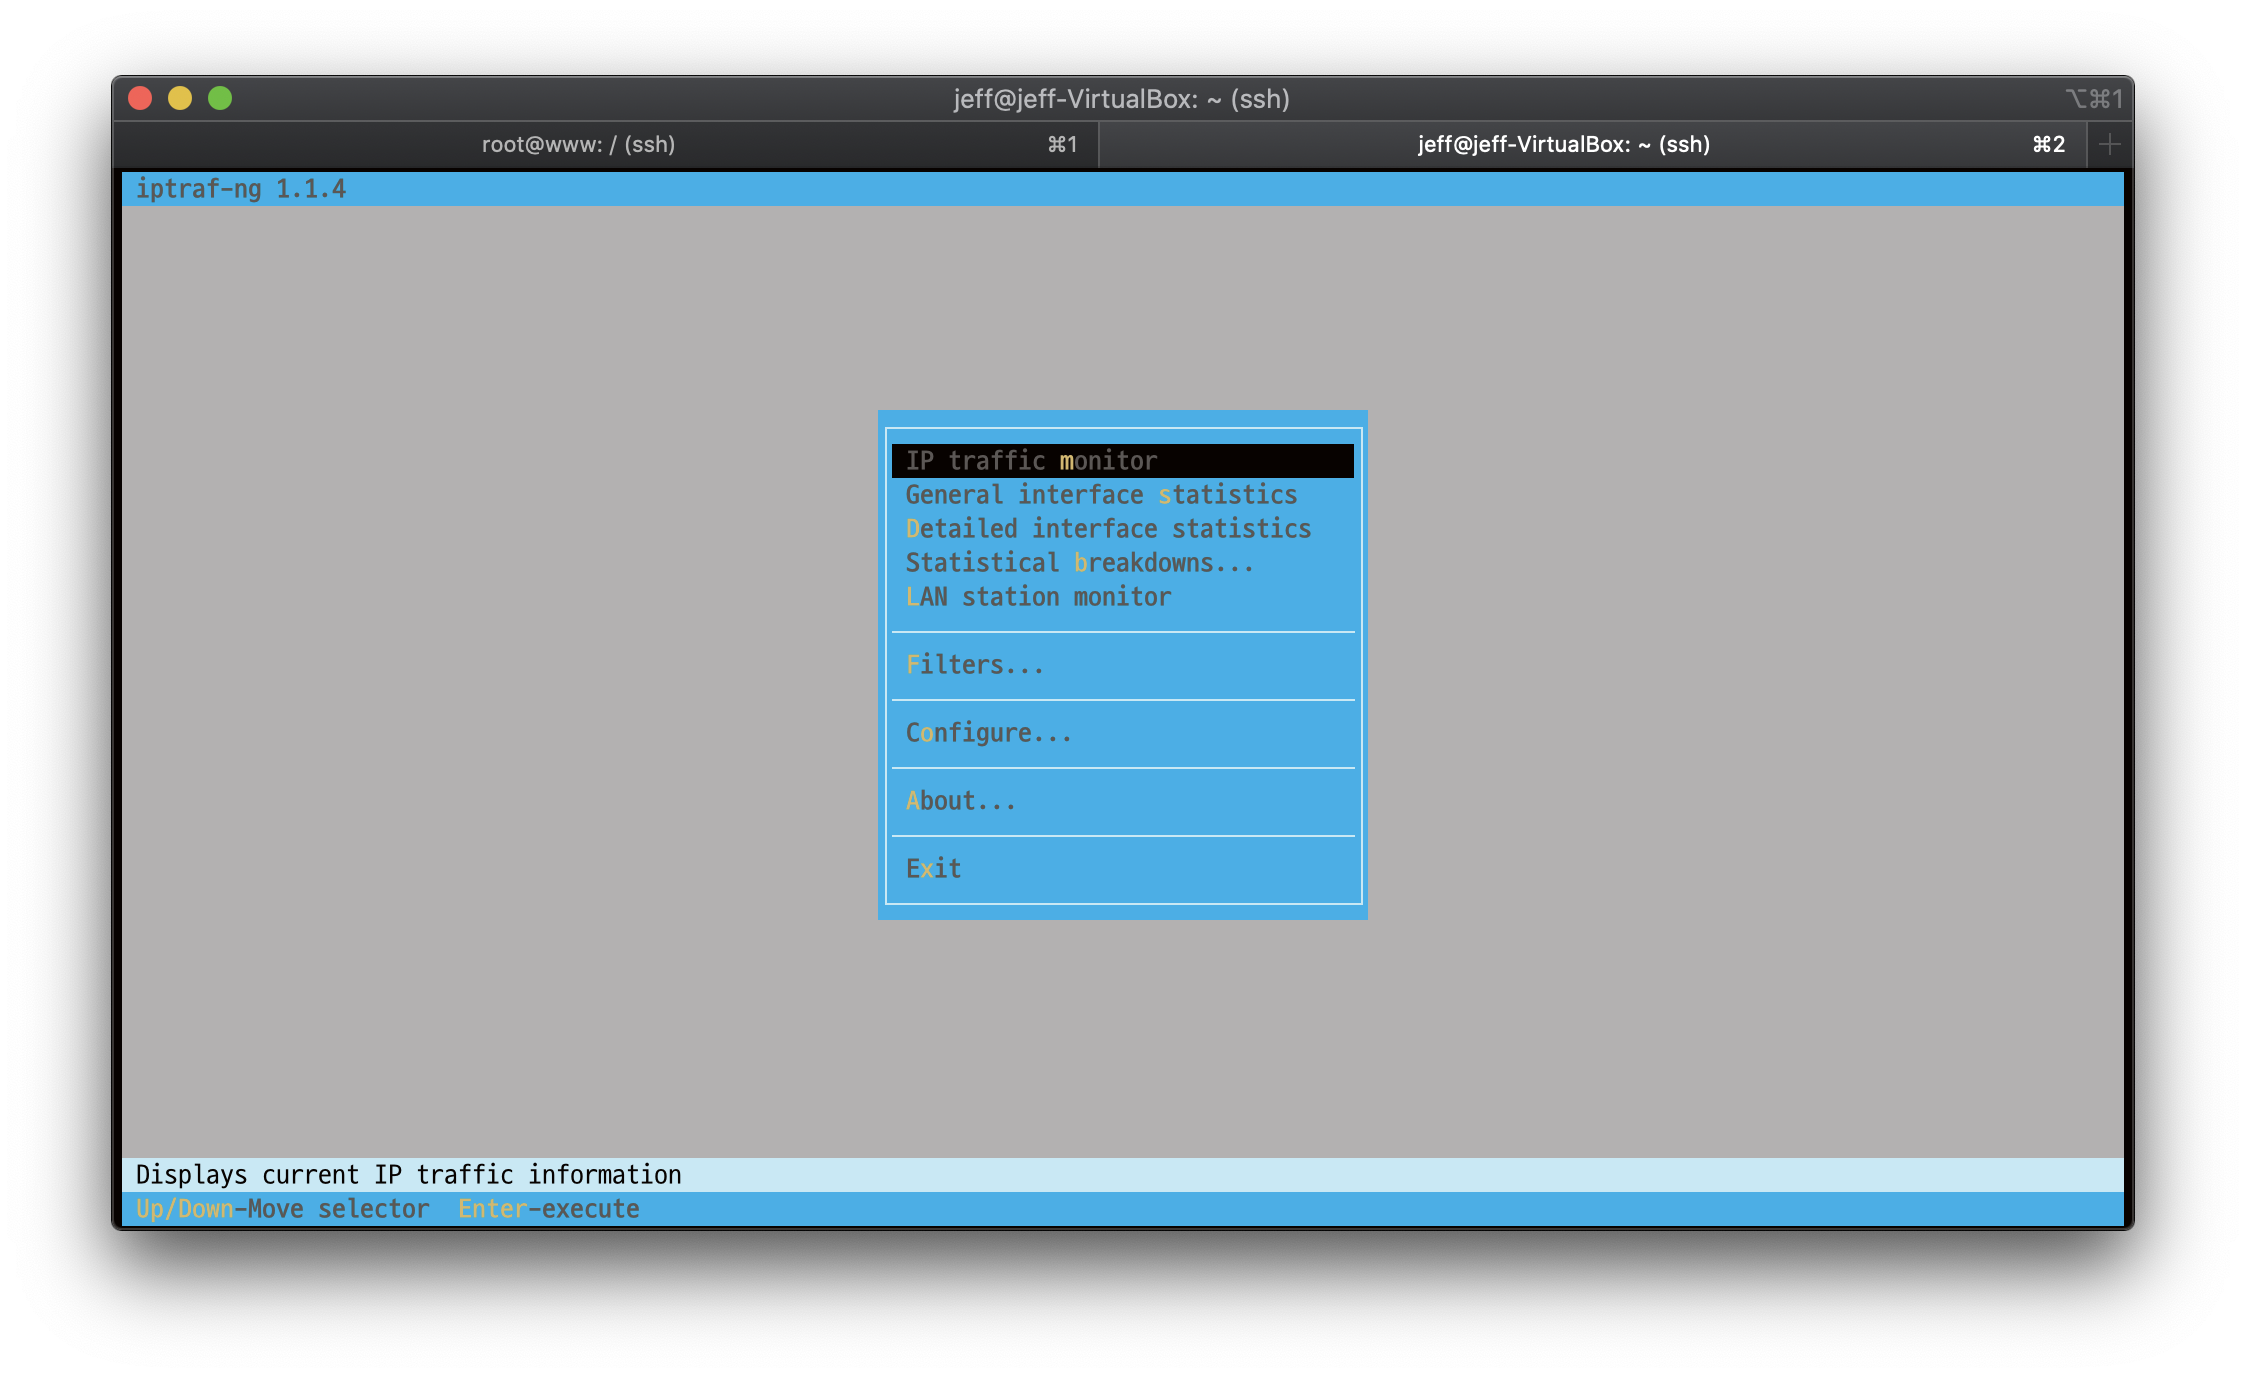 jeff@jeff-VirtualBox: ~ (ssh) ⌥⌘1
root@www: / (ssh) ⌘1 jeff@jeff-VirtualBox: ~ (ssh) ⌘2
iptraf-ng 1.1.4
IP traffic monitor
General interface statistics
Detailed interface statistics
Statistical breakdowns...
LAN station monitor
Filters...
Configure...
About...
Exit
Displays current IP traffic information
Up/Down-Move selector  Enter-execute